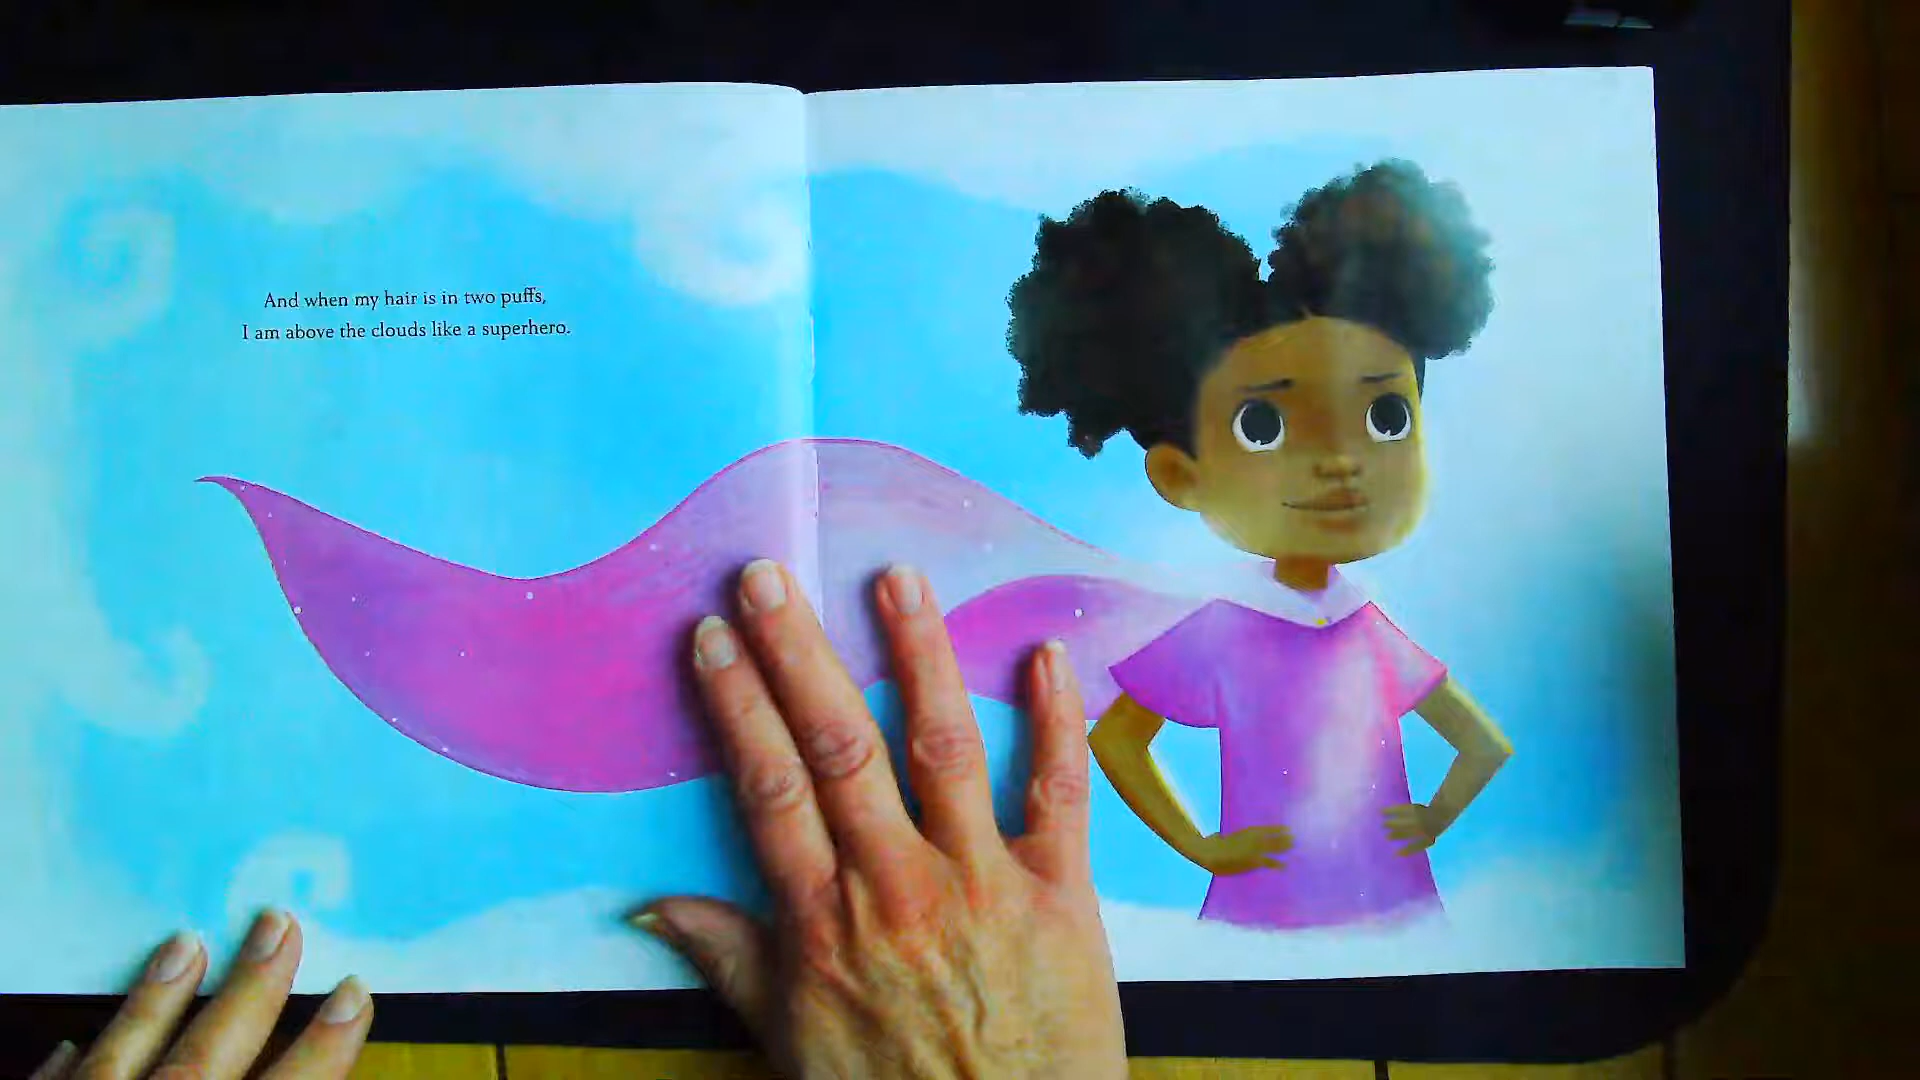 And when my hair is in two puffs,
I am above the clouds like a superhero.